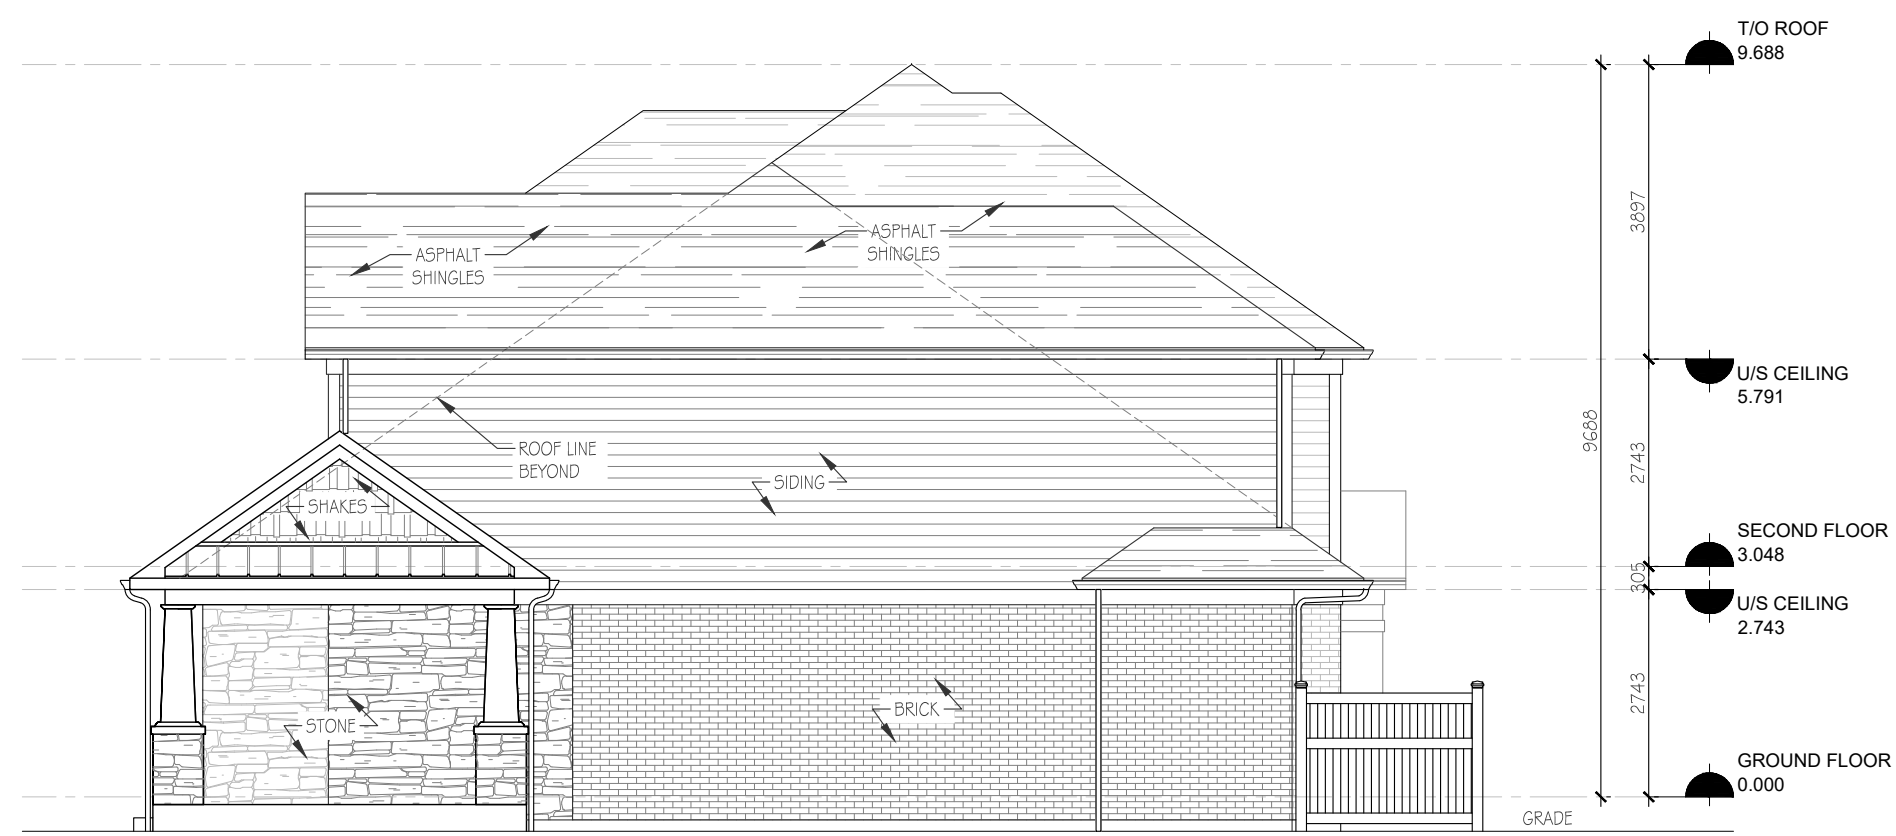 T/O ROOF
9.688
3897
ASPHALT
SHINGLES
ASPHALT
SHINGLES
U/S CEILING
5.791
9688
2743
ROOF LINE
BEYOND
SIDING
SHAKES
SECOND FLOOR
3.048
305
U/S CEILING
2.743
2743
STONE
BRICK
GROUND FLOOR
0.000
GRADE